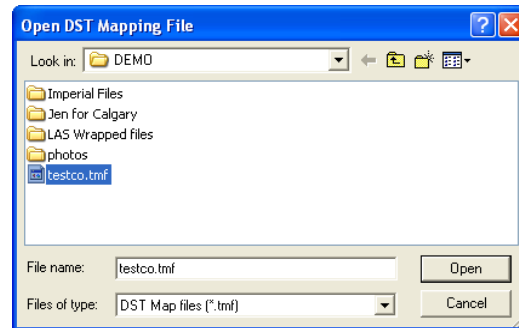 Open DST Mapping File
Look in: DEMO
Imperial Files
Jen for Calgary
LAS Wrapped files
photos
testco.tmf
File name: testco.tmf Open
Files of type: DST Map files (*.tmf) Cancel